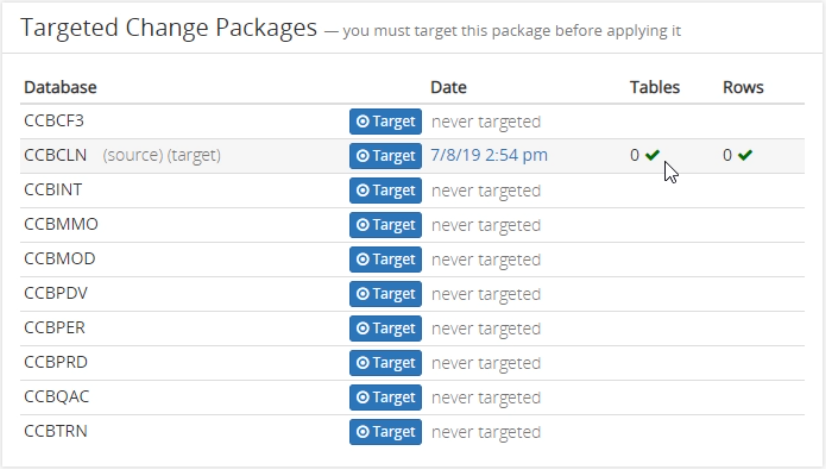 Targeted Change Packages — you must target this package before applying it
Database Date Tables Rows
CCBCF3 Target never targeted
CCBCLN (source) (target) Target 7/8/19 2:54 pm 0 0
CCBINT Target never targeted
CCBMMO Target never targeted
CCBMOD Target never targeted
CCBPDV Target never targeted
CCBPER Target never targeted
CCBPRD Target never targeted
CCBQAC Target never targeted
CCBTRN Target never targeted